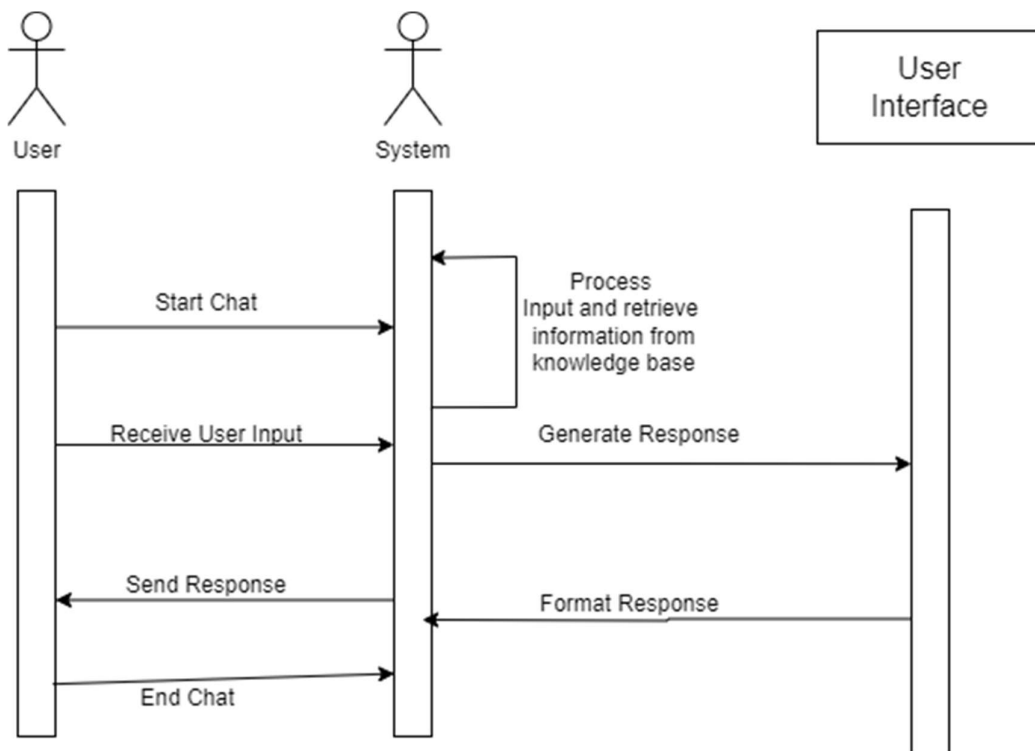 User
System
User
Interface
Start Chat
Process
Input and retrieve
information from
knowledge base
Receive User Input
Generate Response
Send Response
Format Response
End Chat